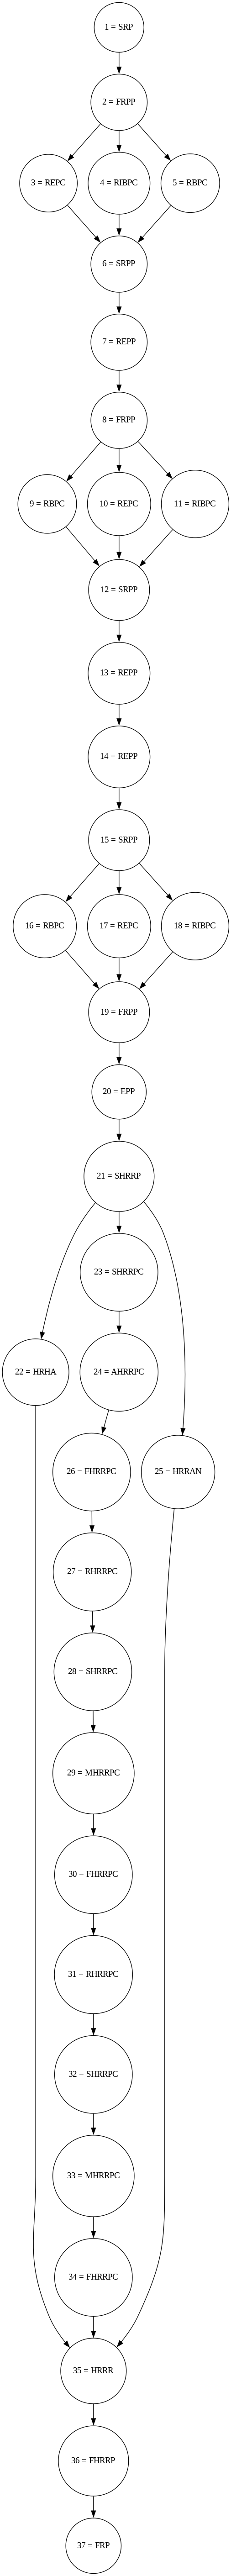 1 = SRP
2 = FRPP
3 = REPC
4 = RIBPC
5 = RBPC
6 = SRPP
7 = REPP
8 = FRPP
9 = RBPC
10 = REPC
11 = RIBPC
12 = SRPP
13 = REPP
14 = REPP
15 = SRPP
16 = RBPC
17 = REPC
18 = RIBPC
19 = FRPP
20 = EPP
21 = SHRRP
23 = SHRRPC
22 = HRHA
24 = AHRRPC
26 = FHRRPC
25 = HRRAN
27 = RHRRPC
28 = SHRRPC
29 = MHRRPC
30 = FHRRPC
31 = RHRRPC
32 = SHRRPC
33 = MHRRPC
34 = FHRRPC
35 = HRRR
36 = FHRRP
37 = FRP